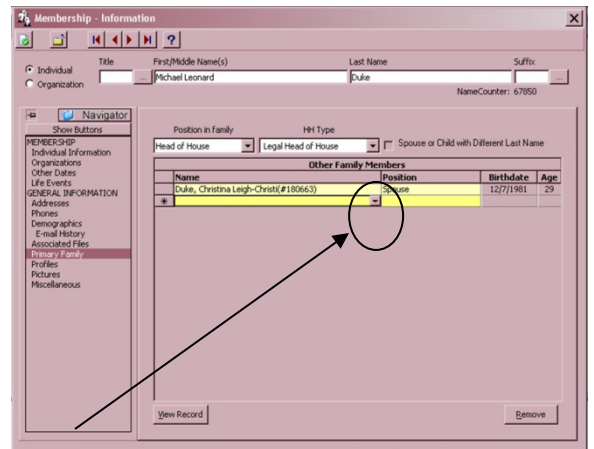 Membership - Information
Title First/Middle Name(s) Last Name Suffix
Individual
Organization
... Michael Leonard Duke ...
NameCounter: 67850
Navigator
Show Buttons
MEMBERSHIP
Individual Information
Organizations
Other Dates
Life Events
GENERAL INFORMATION
Addresses
Phones
Demographics
E-mail History
Associated Files
Primary Family
Profiles
Pictures
Miscellaneous
Position in family HH Type
Head of House Legal Head of House Spouse or Child with Different Last Name
Other Family Members
Name Position Birthdate Age
Duke, Christina Leigh-Christi(#180663) Spouse 12/7/1981 29
View Record Remove